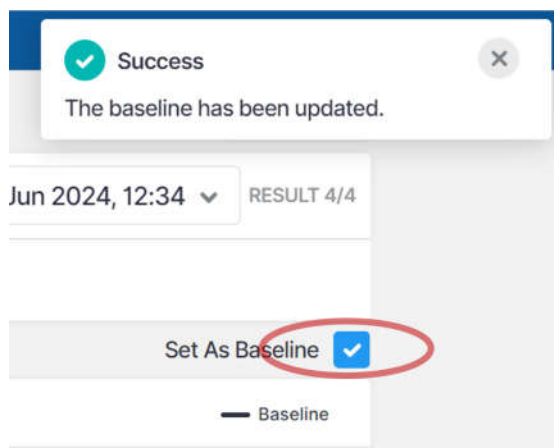 Success
The baseline has been updated.
Jun 2024, 12:34
RESULT 4/4
Set As Baseline
Baseline